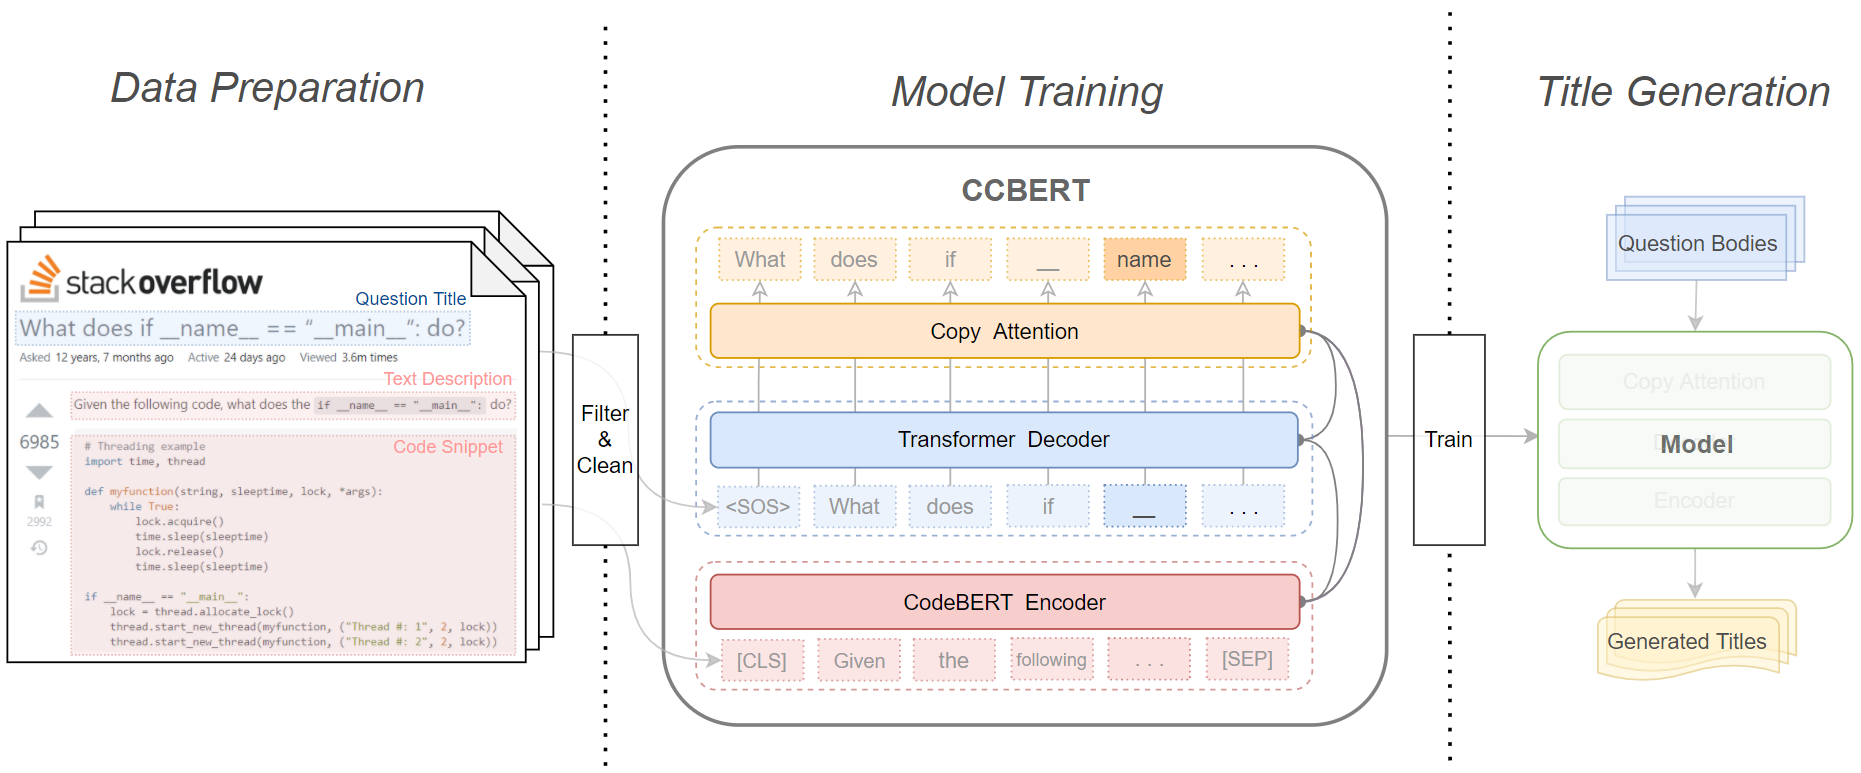 Data Preparation
Model Training
Title Generation
stackoverflow
Question Title
What does if __name__ == "__main__": do?
Asked 12 years, 7 months ago Active 24 days ago Viewed 3.6m times
Text Description
Given the following code, what does the if __name__ == "__main__": do?
6985
2992
Code Snippet
# Threading example
import time, thread
def myfunction(string, sleeptime, lock, *args):
while True:
lock.acquire()
time.sleep(sleeptime)
lock.release()
time.sleep(sleeptime)
if __name__ == "__main__":
lock = thread.allocate_lock()
thread.start_new_thread(myfunction, ("Thread #: 1", 2, lock))
thread.start_new_thread(myfunction, ("Thread #: 2", 2, lock))
Filter
&
Clean
CCBERT
What does if __ name . . .
Copy Attention
Transformer Decoder
<SOS> What does if __ . . .
CodeBERT Encoder
[CLS] Given the following . . . [SEP]
Train
Question Bodies
Copy Attention
Model
Encoder
Generated Titles